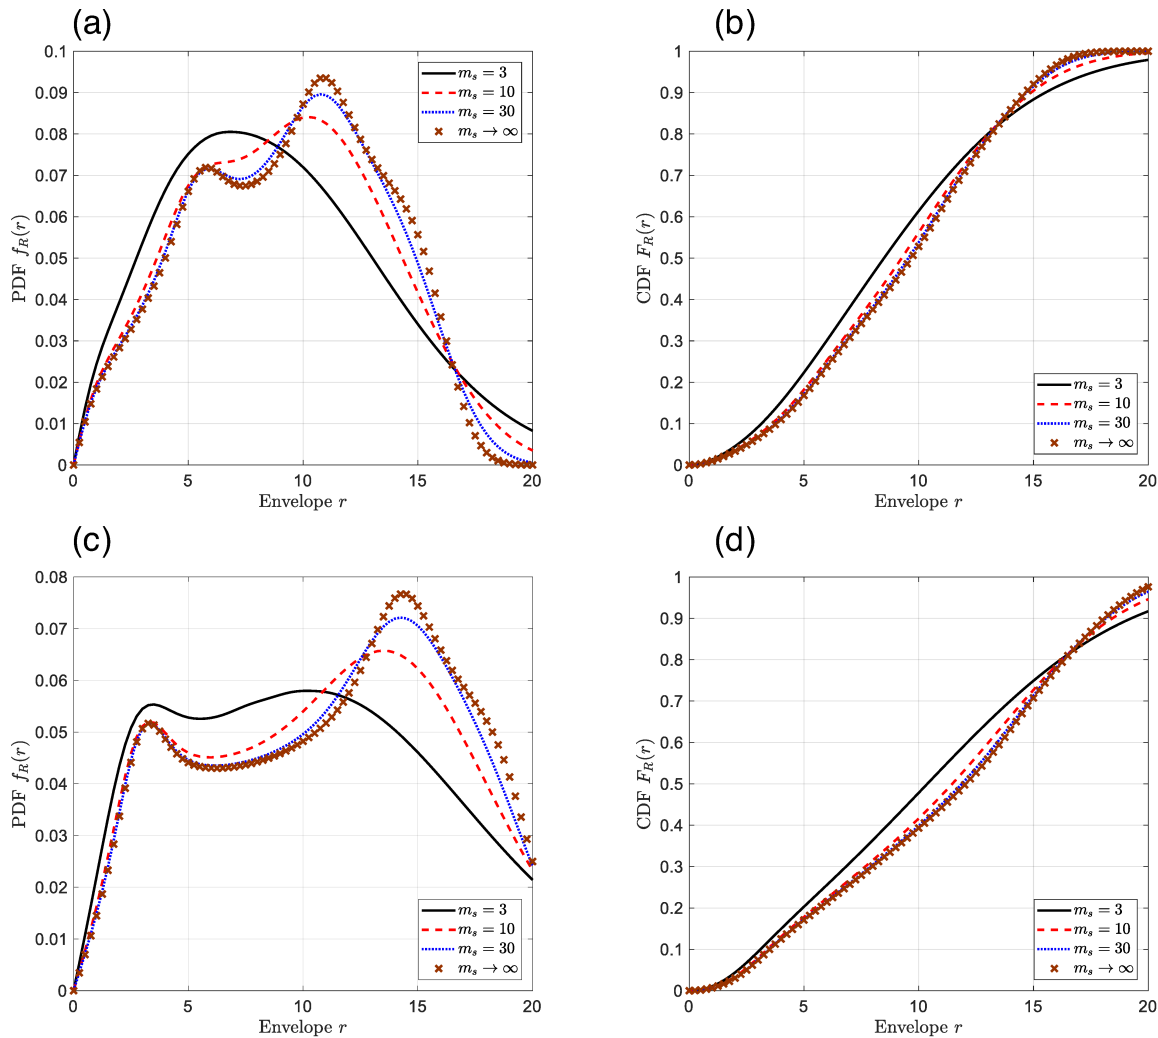 (a)
0.1
0.09
0.08
0.07
0.06
0.05
0.04
0.03
0.02
0.01
0
PDF f_R(r)
0 5 10 15 20
Envelope r
m_s = 3
m_s = 10
m_s = 30
m_s → ∞
(b)
1
0.9
0.8
0.7
0.6
0.5
0.4
0.3
0.2
0.1
0
CDF F_R(r)
0 5 10 15 20
Envelope r
m_s = 3
m_s = 10
m_s = 30
m_s → ∞
(c)
0.08
0.07
0.06
0.05
0.04
0.03
0.02
0.01
0
PDF f_R(r)
0 5 10 15 20
Envelope r
m_s = 3
m_s = 10
m_s = 30
m_s → ∞
(d)
1
0.9
0.8
0.7
0.6
0.5
0.4
0.3
0.2
0.1
0
CDF F_R(r)
0 5 10 15 20
Envelope r
m_s = 3
m_s = 10
m_s = 30
m_s → ∞